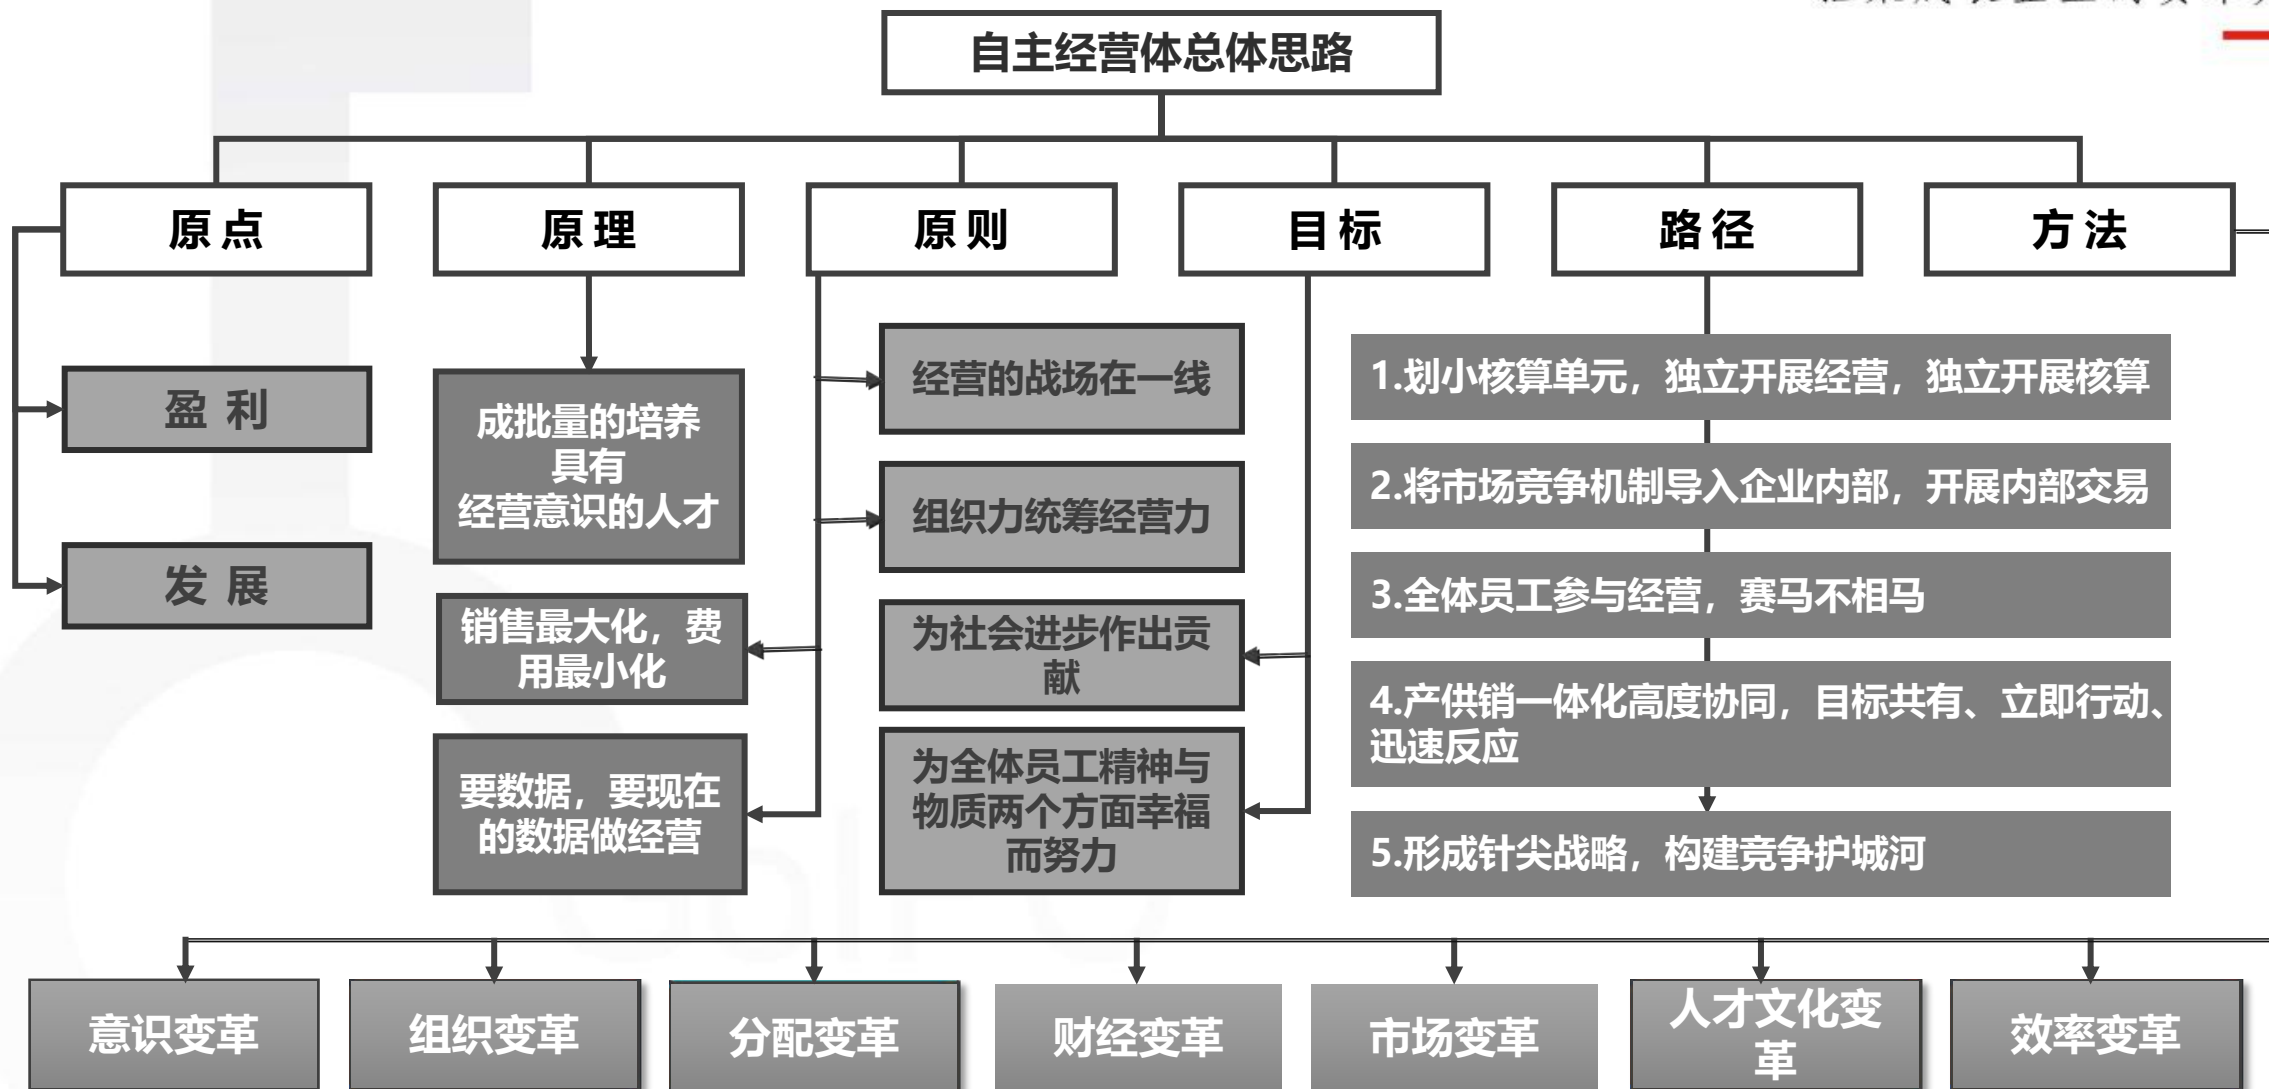 自主经营体总体思路
原点
原理
原则
目标
路径
方法
盈利
发展
成批量的培养
具有
经营意识的人才
销售最大化，费
用最小化
要数据，要现在
的数据做经营
经营的战场在一线
组织力统筹经营力
为社会进步作出贡
献
为全体员工精神与
物质两个方面幸福
而努力
1.划小核算单元，独立开展经营，独立开展核算
2.将市场竞争机制导入企业内部，开展内部交易
3.全体员工参与经营，赛马不相马
4.产供销一体化高度协同，目标共有、立即行动、
迅速反应
5.形成针尖战略，构建竞争护城河
意识变革
组织变革
分配变革
财经变革
市场变革
人才文化变
革
效率变革